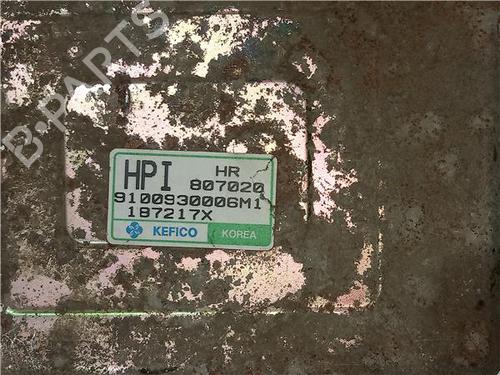 B-PARTS
HPI HR
807020
9100930006M1
187217X
KEFICO KOREA